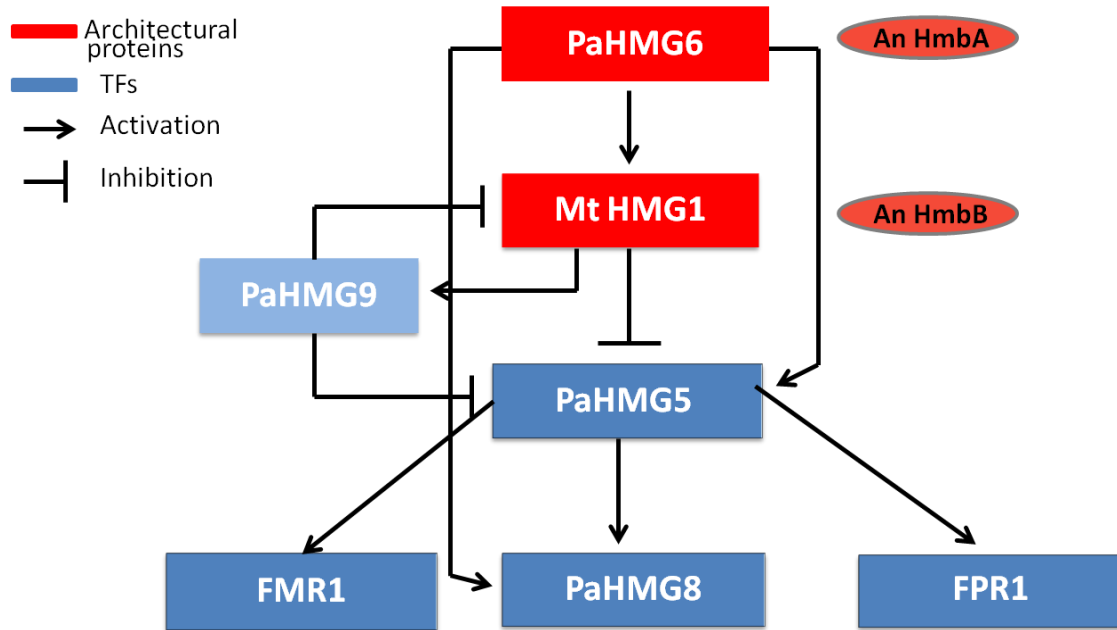 Architectural
proteins
TFs
Activation
Inhibition
PaHMG6
An HmbA
Mt HMG1
An HmbB
PaHMG9
PaHMG5
FMR1
PaHMG8
FPR1